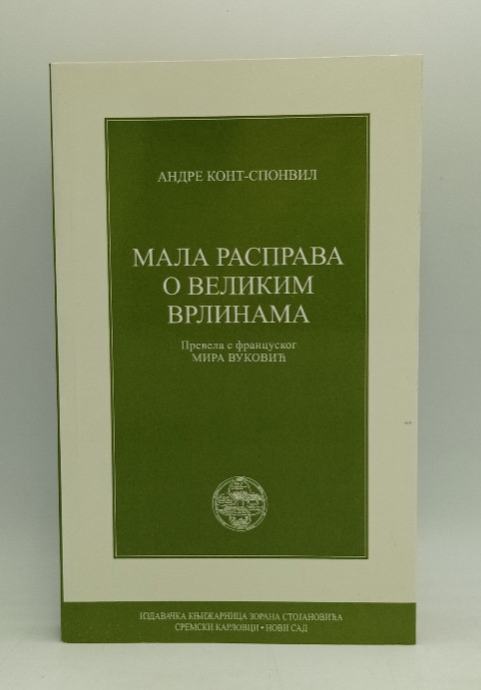 АНДРЕ КОНТ-СПОНВИЛ
МАЛА РАСПРАВА
О ВЕЛИКИМ
ВРЛИНАМА
Превела с француског
МИРА ВУКОВИЋ
ИЗДАВАЧКА КЊИЖАРНИЦА ЗОРАНА СТОЈАНОВИЋА
СРЕМСКИ КАРЛОВЦИ • НОВИ САД